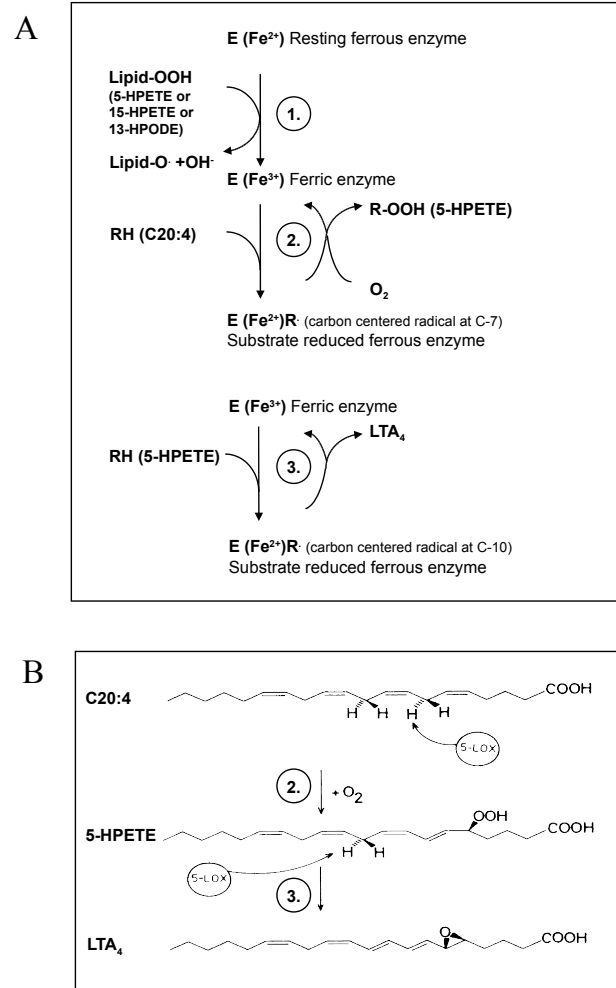 A
E (Fe²⁺) Resting ferrous enzyme
Lipid-OOH
(5-HPETE or
15-HPETE or
13-HPODE)
1.
Lipid-O· +OH⁻
E (Fe³⁺) Ferric enzyme
R-OOH (5-HPETE)
RH (C20:4)
2.
O₂
E (Fe²⁺)R· (carbon centered radical at C-7)
Substrate reduced ferrous enzyme
E (Fe³⁺) Ferric enzyme
LTA₄
RH (5-HPETE)
3.
E (Fe²⁺)R· (carbon centered radical at C-10)
Substrate reduced ferrous enzyme
B
C20:4
COOH
H H H H
5-LOX
2.
+ O₂
OOH
5-HPETE
COOH
H H
5-LOX
3.
O
LTA₄
COOH